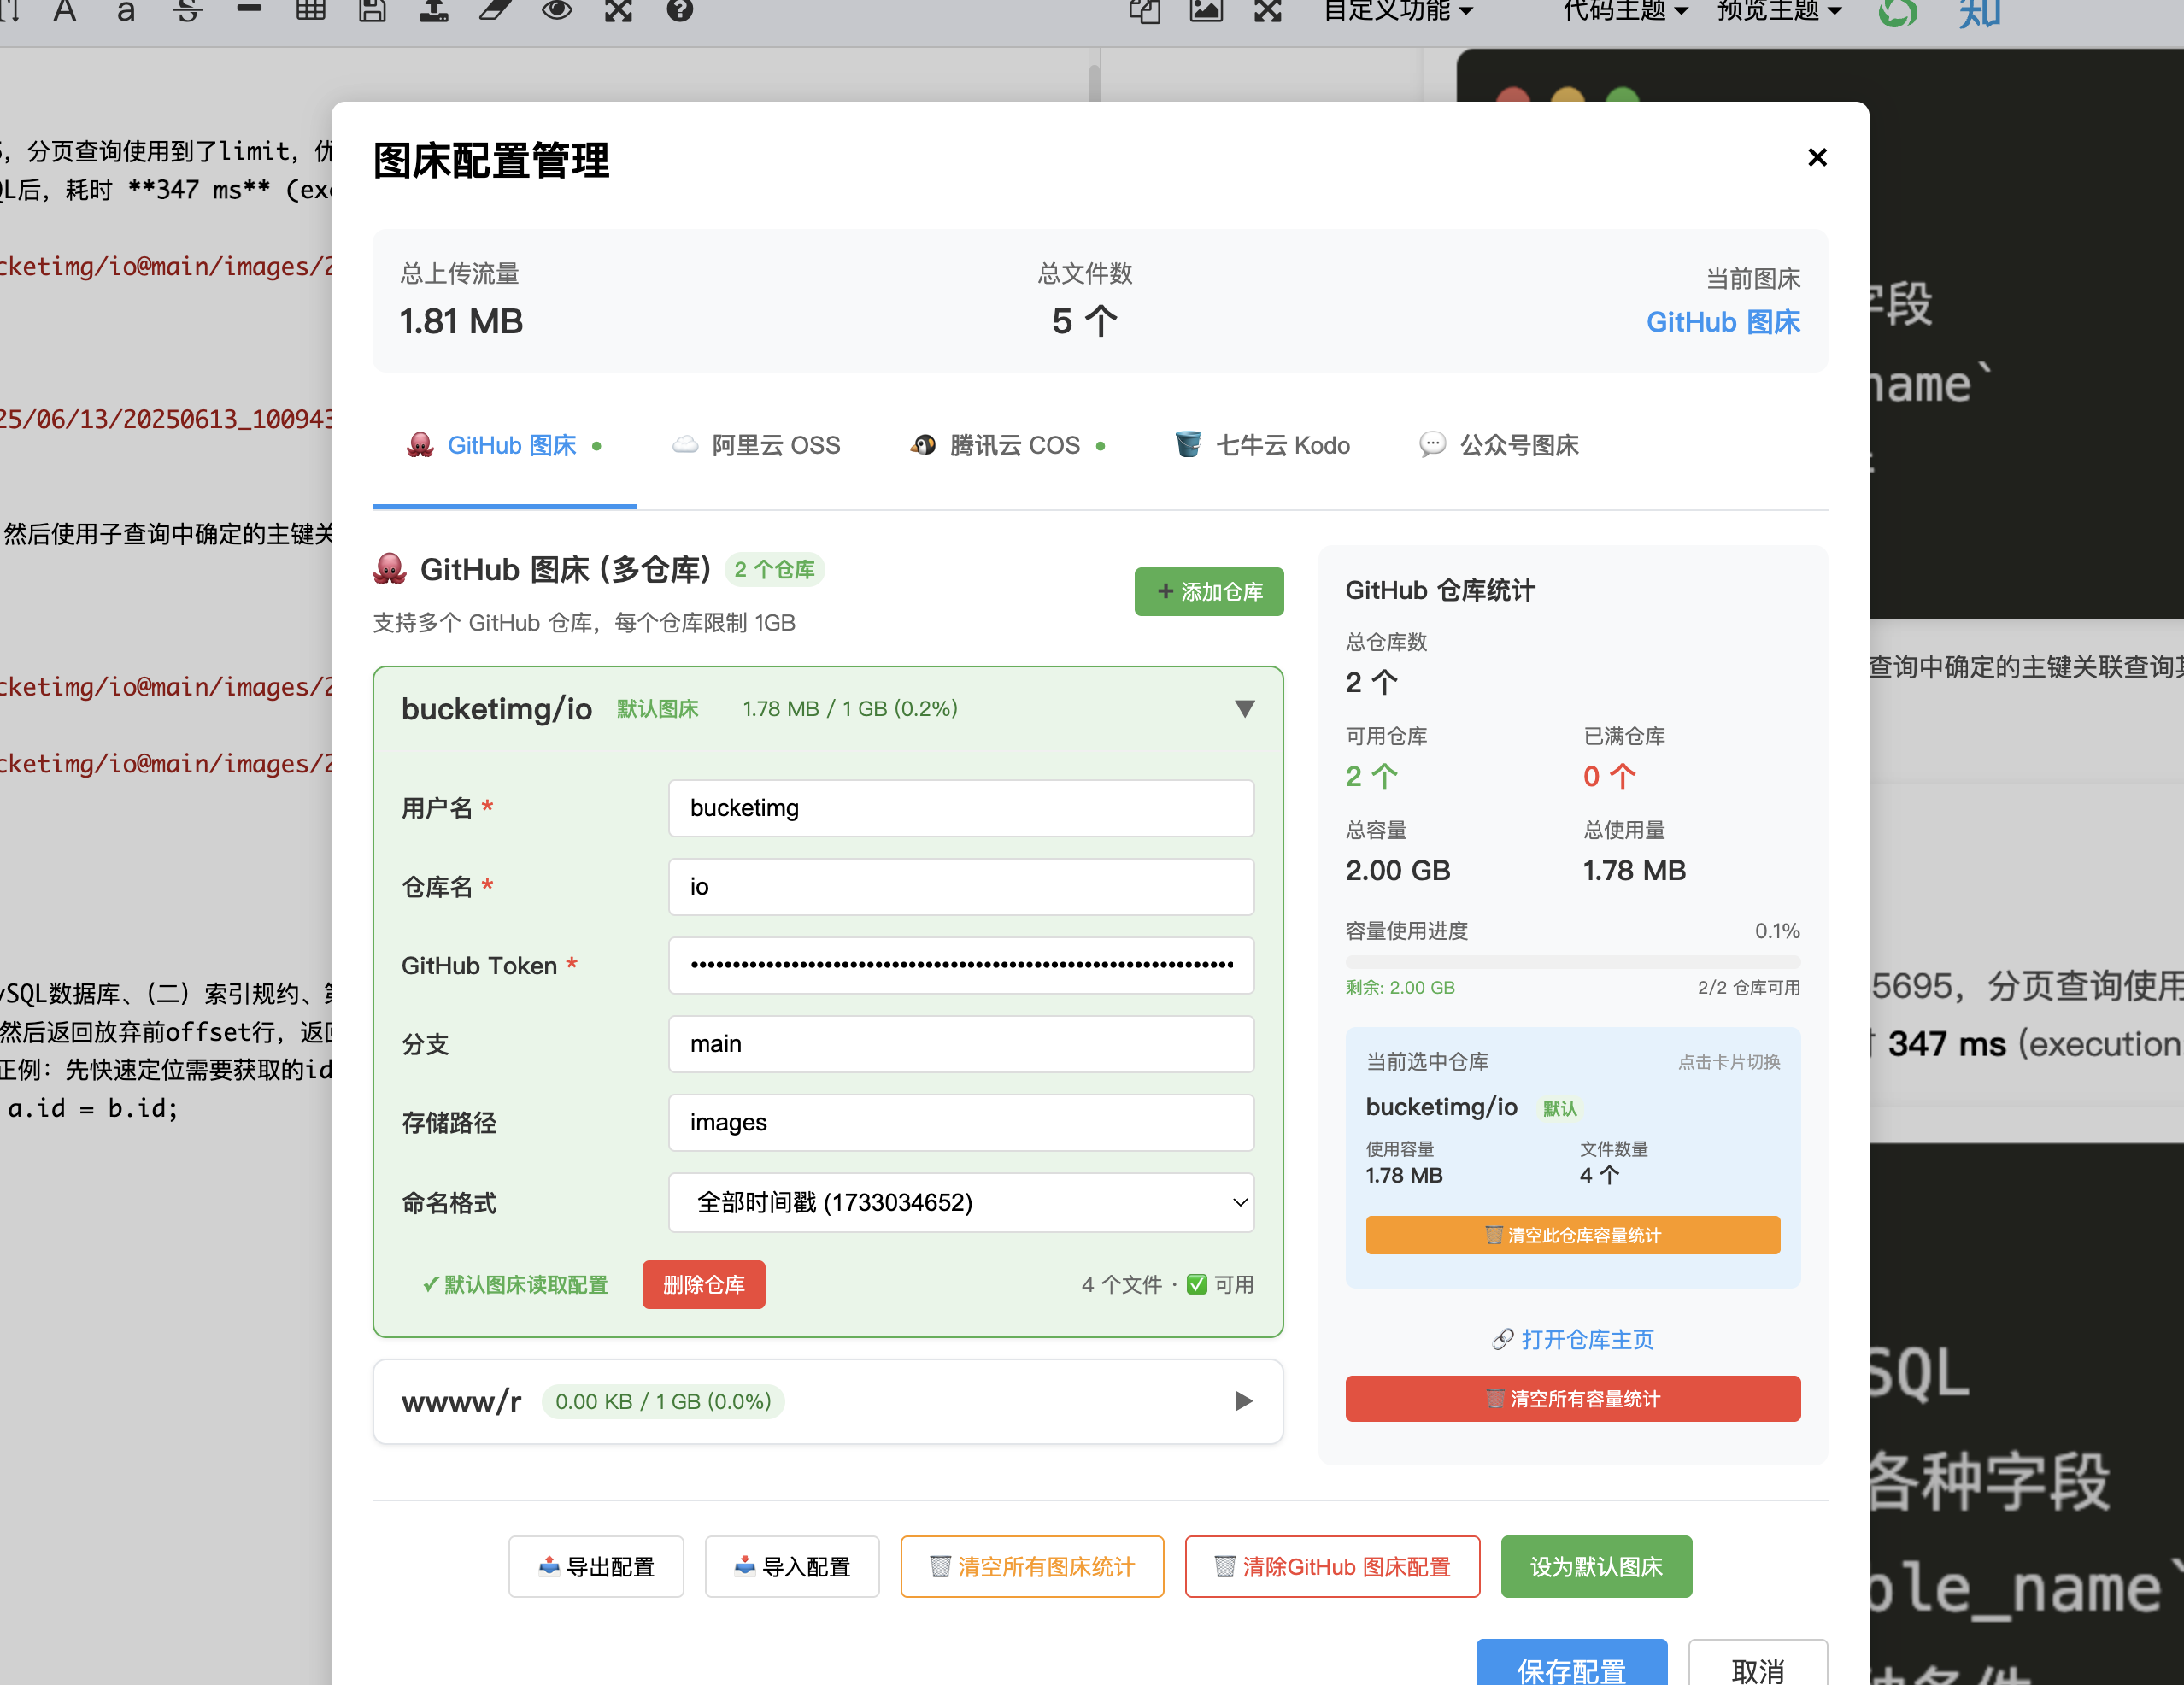 自定义功能
代码主题
预览主题
知
分页查询使用到了limit，优
QL后，耗时 **347 ms** (exe
cketimg/io@main/images/2
25/06/13/20250613_100943
然后使用子查询中确定的主键关
cketimg/io@main/images/2
cketimg/io@main/images/2
ySQL数据库、（二）索引规约、第
然后返回放弃前offset行，返回
正例：先快速定位需要获取的id
a.id = b.id;
图床配置管理
总上传流量
1.81 MB
总文件数
5 个
当前图床
GitHub 图床
GitHub 图床
阿里云 OSS
腾讯云 COS
七牛云 Kodo
公众号图床
GitHub 图床 (多仓库) 2 个仓库
支持多个 GitHub 仓库，每个仓库限制 1GB
+ 添加仓库
bucketimg/io 默认图床 1.78 MB / 1 GB (0.2%)
用户名 *
bucketimg
仓库名 *
io
GitHub Token *
分支
main
存储路径
images
命名格式
全部时间戳 (1733034652)
✓默认图床读取配置
删除仓库
4 个文件 · ✅ 可用
wwww/r 0.00 KB / 1 GB (0.0%)
GitHub 仓库统计
总仓库数
2 个
可用仓库
2 个
已满仓库
0 个
总容量
2.00 GB
总使用量
1.78 MB
容量使用进度 0.1%
剩余: 2.00 GB 2/2 仓库可用
当前选中仓库 点击卡片切换
bucketimg/io 默认
使用容量
1.78 MB
文件数量
4 个
清空此仓库容量统计
打开仓库主页
清空所有容量统计
导出配置
导入配置
清空所有图床统计
清除GitHub 图床配置
设为默认图床
保存配置
取消
字段
name`
查询中确定的主键关联查询其
5695，分页查询使用
347 ms (execution
SQL
各种字段
ble_name`